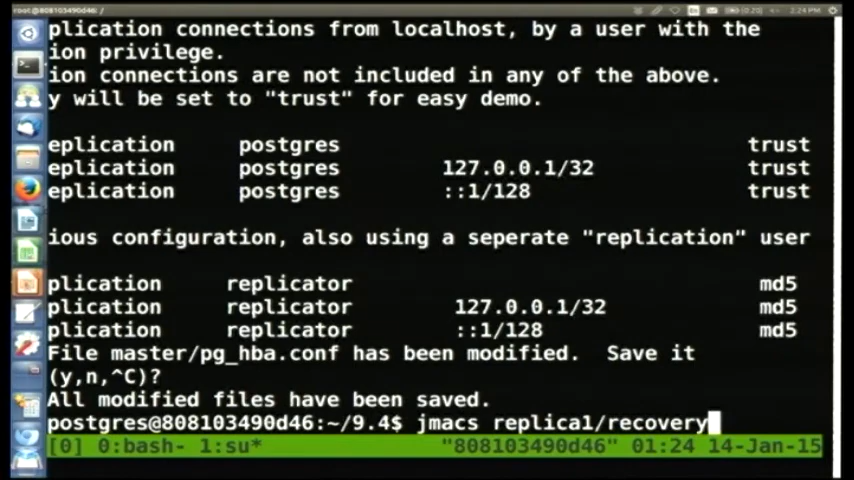 root@808103490d46: /
2:24 PM
plication connections from localhost, by a user with the
ion privilege.
ion connections are not included in any of the above.
y will be set to "trust" for easy demo.
eplication postgres trust
eplication postgres 127.0.0.1/32 trust
eplication postgres ::1/128 trust
ious configuration, also using a seperate "replication" user
plication replicator md5
plication replicator 127.0.0.1/32 md5
plication replicator ::1/128 md5
File master/pg_hba.conf has been modified. Save it
(y,n,^C)?
All modified files have been saved.
postgres@808103490d46:~/9.4$ jmacs replica1/recovery
[0] 0:bash- 1:su* "808103490d46" 01:24 14-Jan-15